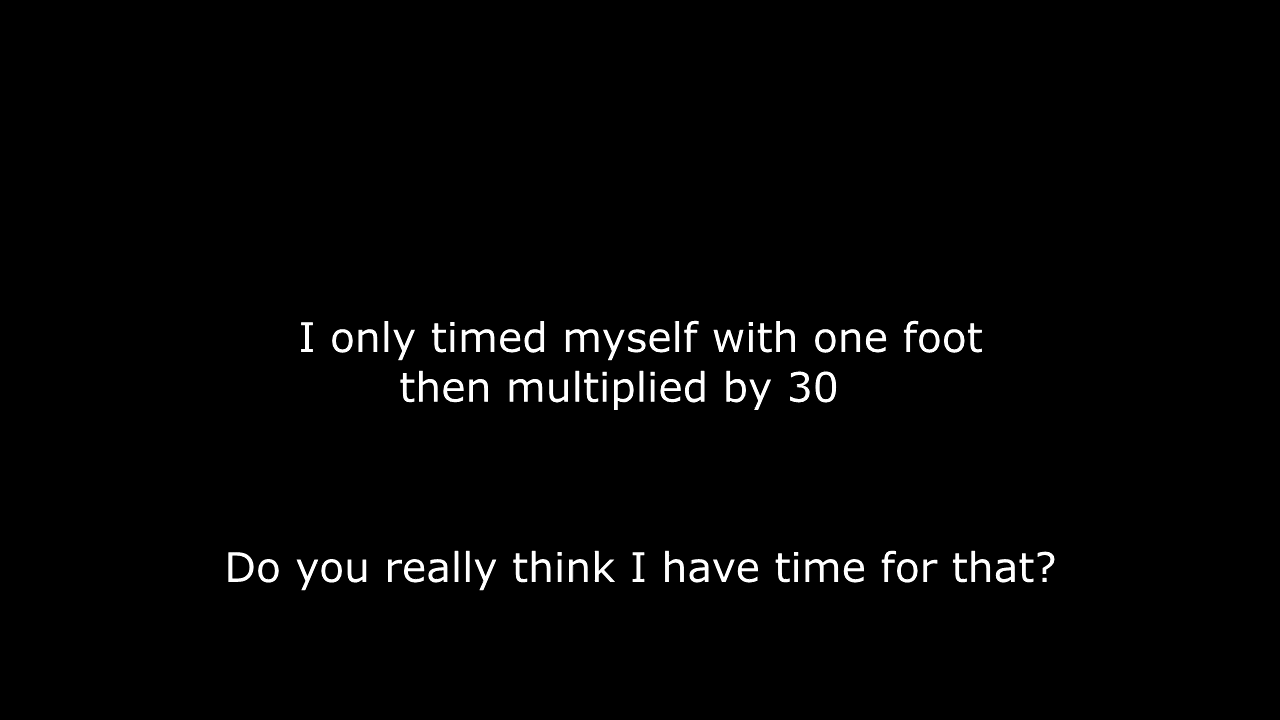 I only timed myself with one foot
then multiplied by 30
Do you really think I have time for that?